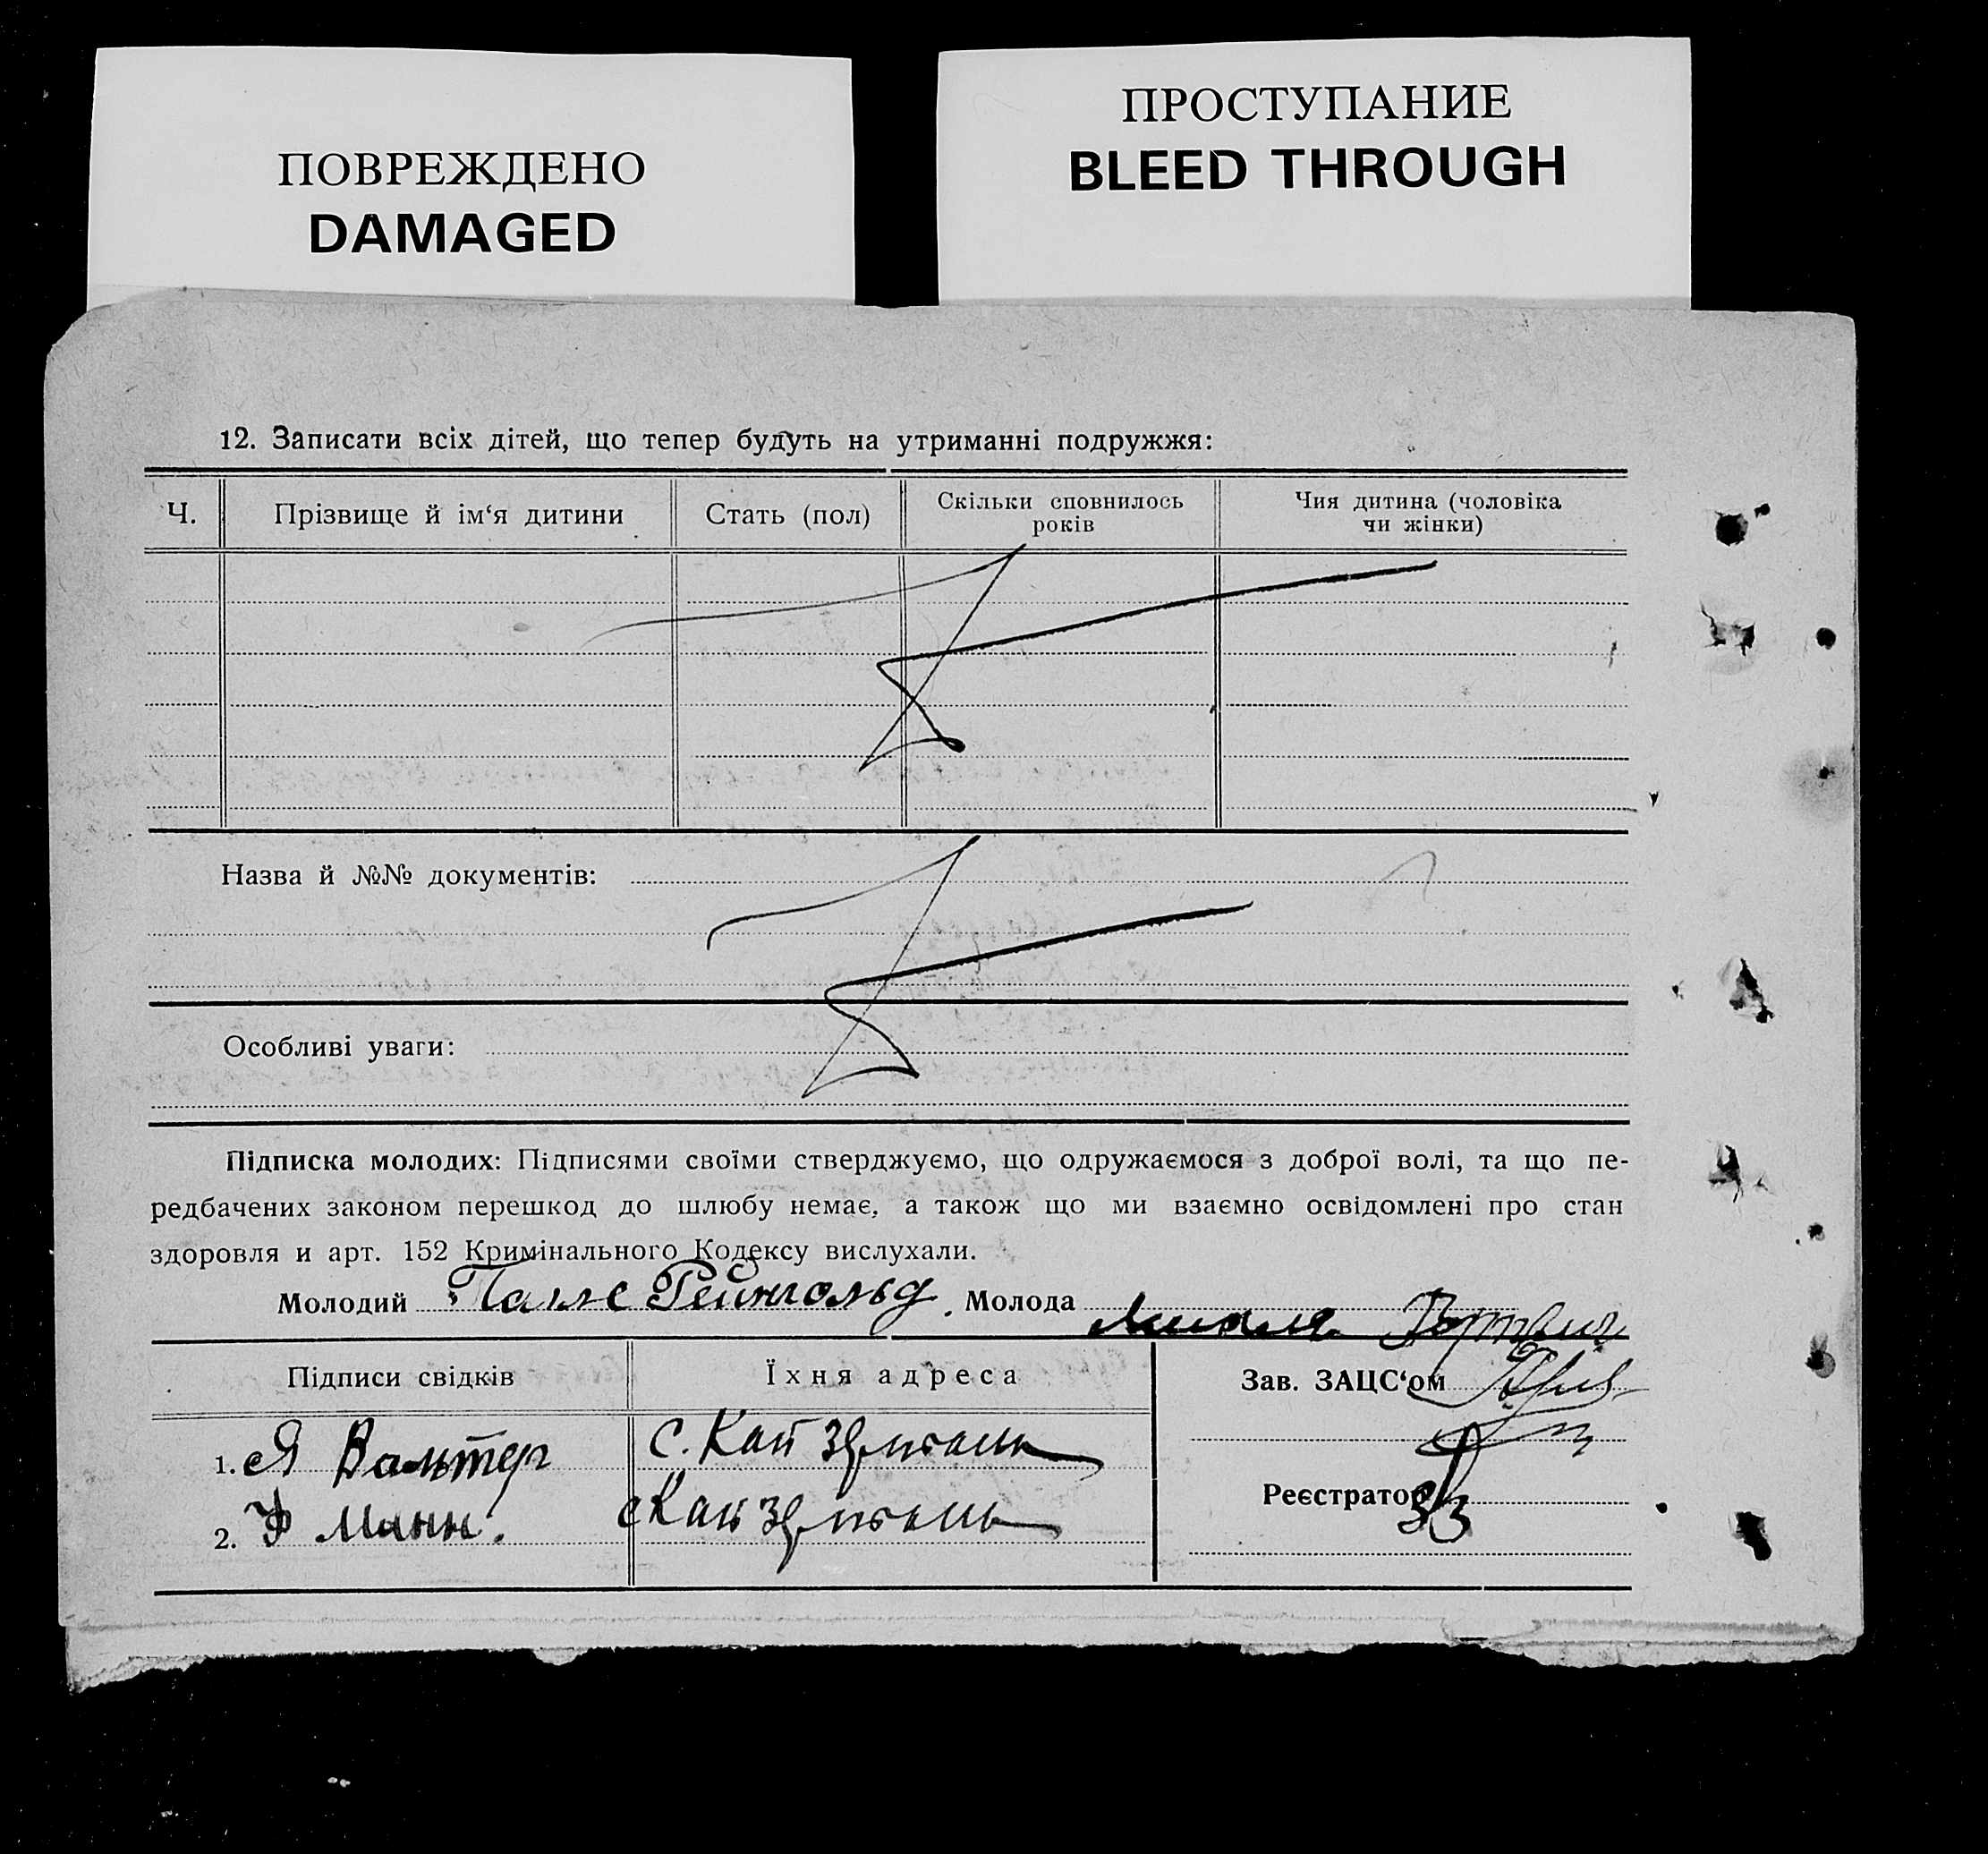 ПОВРЕЖДЕНО
DAMAGED
ПРОСТУПАНИЕ
BLEED THROUGH
12. Записати всіх дітей, що тепер будуть на утриманні подружжя:
Ч. Прізвище й ім‘я дитини Стать (пол) Скільки сповнилось років Чия дитина (чоловіка чи жінки)
Назва й №№ документів:
Особливі уваги:
Підписка молодих: Підписями своїми стверджуємо, що одружаємося з доброї волі, та що пе-
редбачених законом перешкод до шлюбу немає, а також що ми взаємно освідомлені про стан
здоровля и арт. 152 Кримінального Кодексу вислухали.
Молодий Рейнгольд Молода
Підписи свідків Їхня адреса Зав. ЗАЦС‘ом
1. Я Вальтер с.
Реєстратор
2. Манн. с